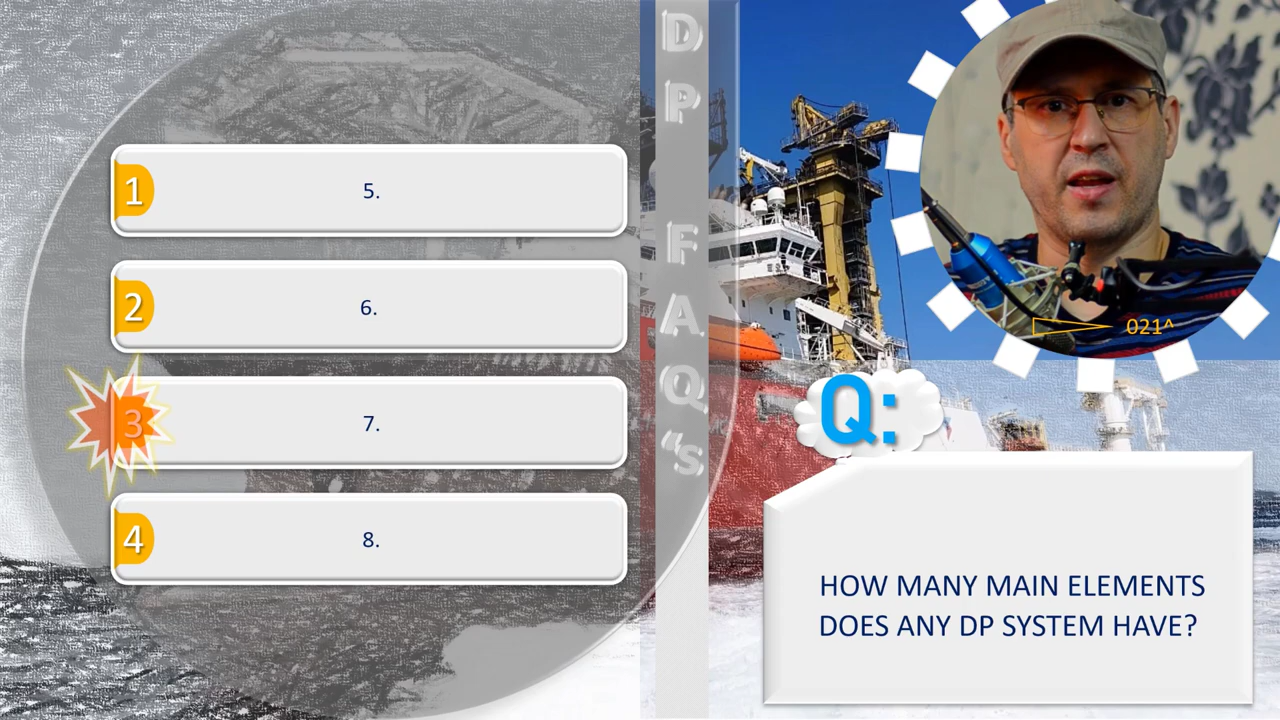 1
5.
2
6.
3
7.
4
8.
DP FAQ"S
021^
Q:
HOW MANY MAIN ELEMENTS
DOES ANY DP SYSTEM HAVE?